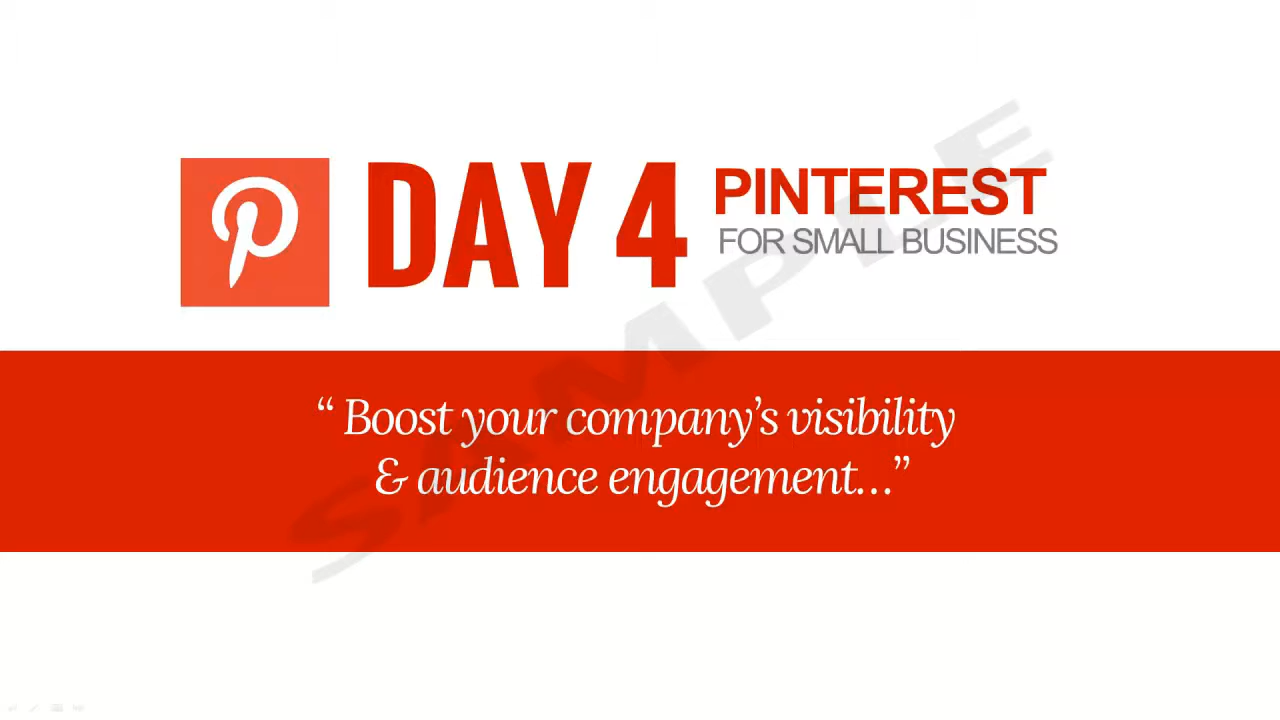 DAY 4
PINTEREST
FOR SMALL BUSINESS
“ Boost your company’s visibility
& audience engagement...”
SAMPLE